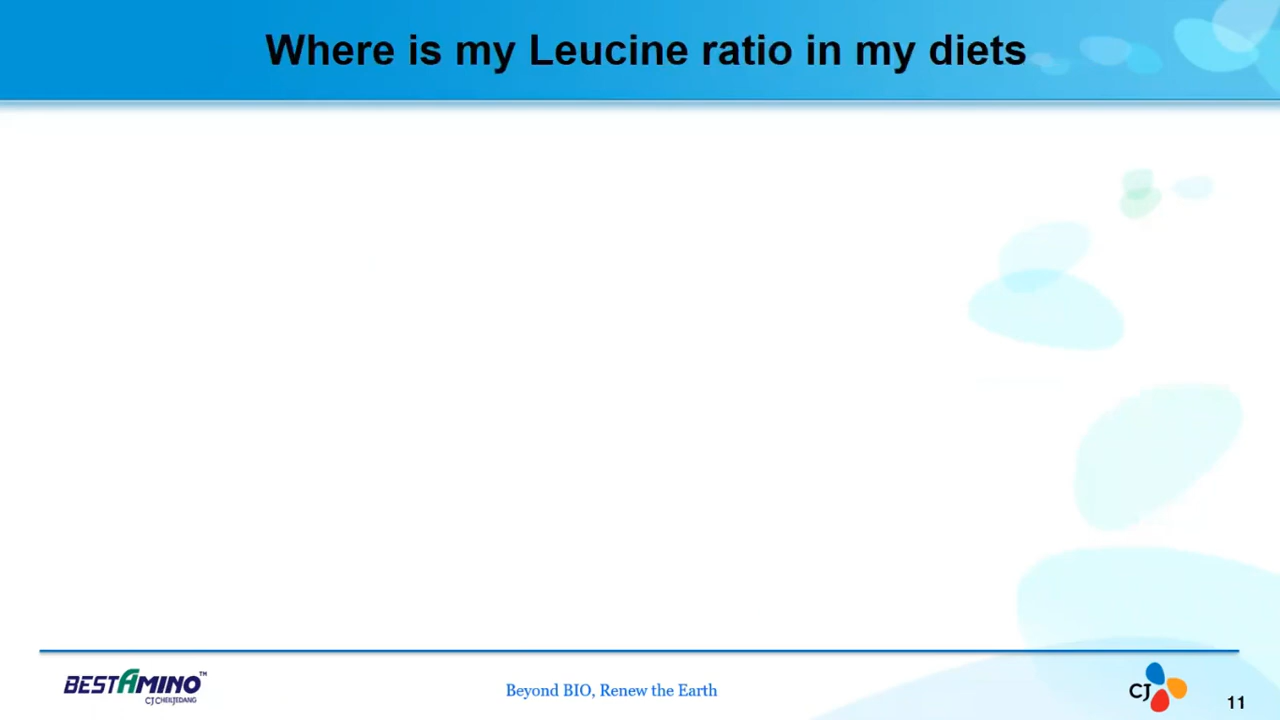 Where is my Leucine ratio in my diets
BESTAMINO™
CJ CHEILJEDANG
Beyond BIO, Renew the Earth
CJ
11